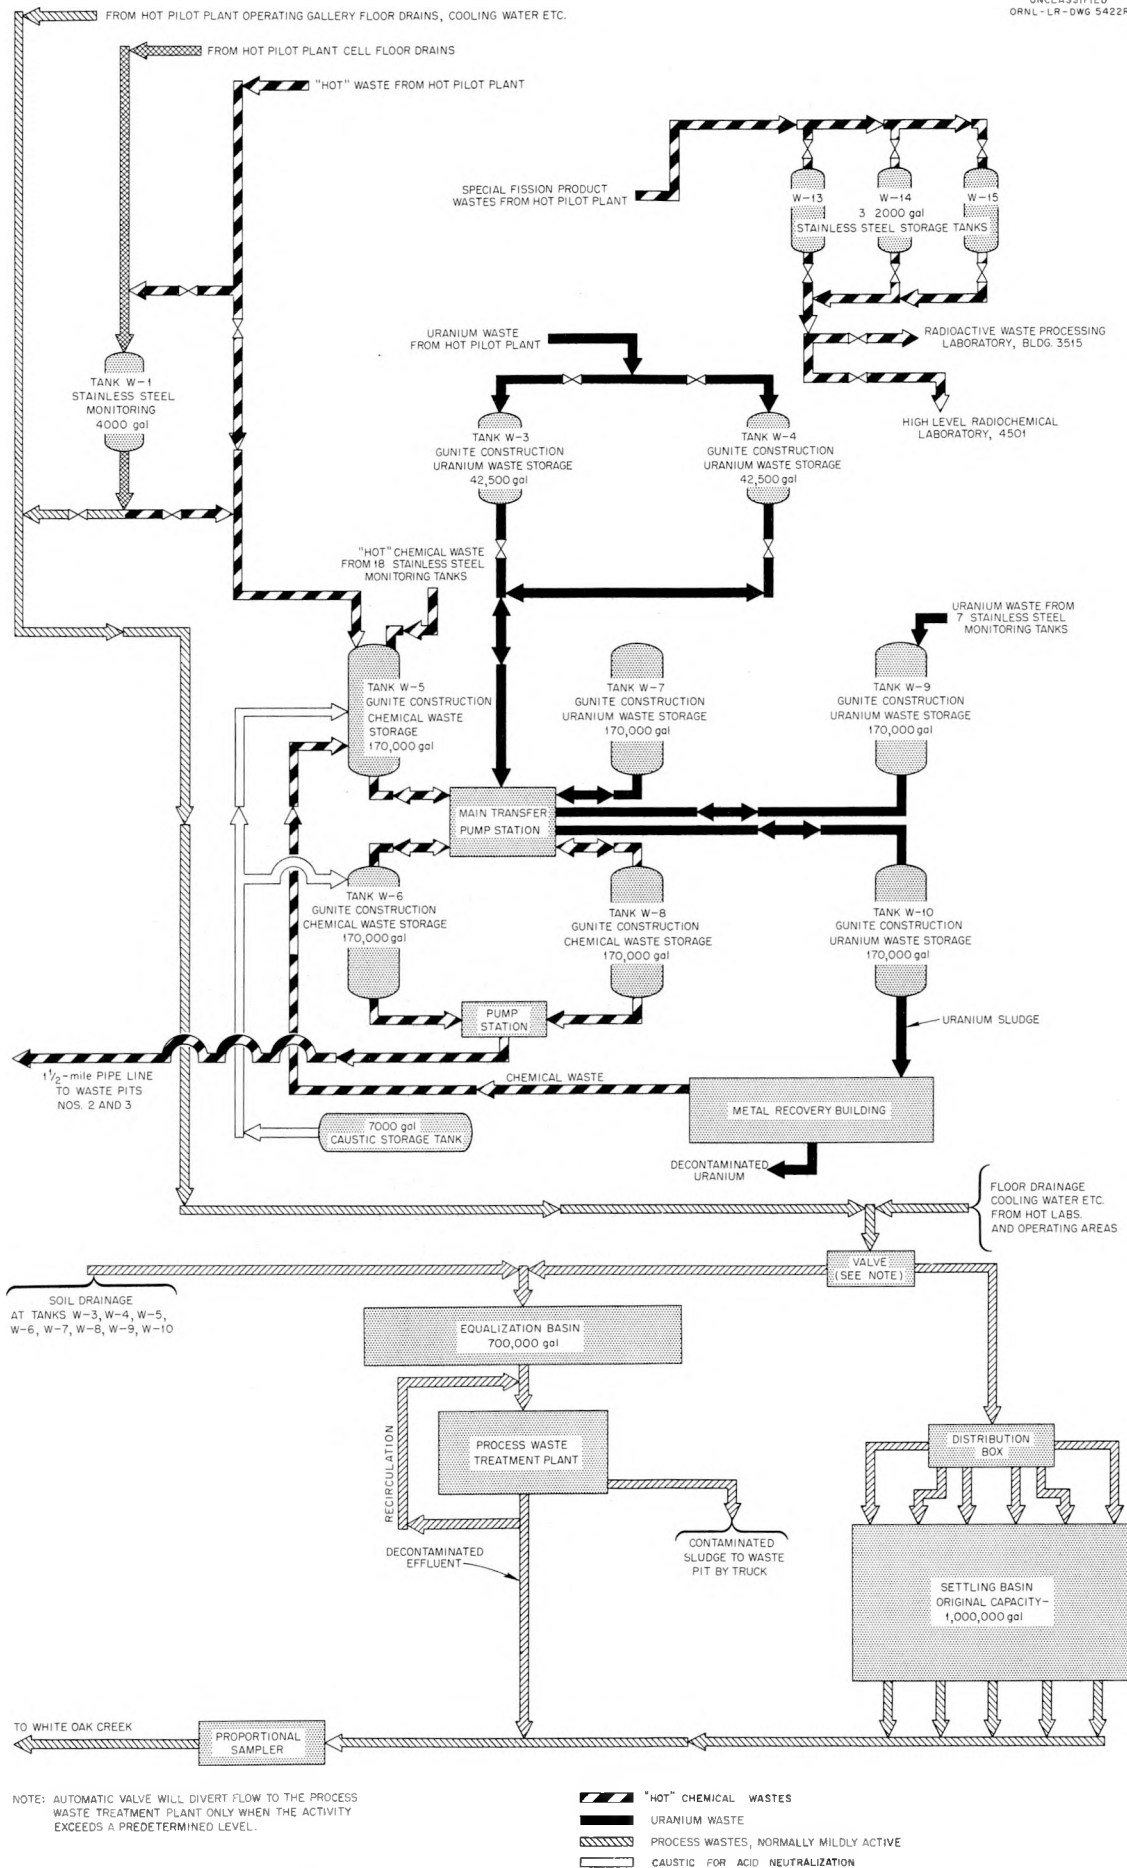 UNCLASSIFIED
ORNL-LR-DWG 5422R
FROM HOT PILOT PLANT OPERATING GALLERY FLOOR DRAINS, COOLING WATER ETC.
FROM HOT PILOT PLANT CELL FLOOR DRAINS
"HOT" WASTE FROM HOT PILOT PLANT
SPECIAL FISSION PRODUCT
WASTES FROM HOT PILOT PLANT
W-13
W-14
W-15
3 2000 gal
STAINLESS STEEL STORAGE TANKS
URANIUM WASTE
FROM HOT PILOT PLANT
RADIOACTIVE WASTE PROCESSING
LABORATORY, BLDG. 3515
HIGH LEVEL RADIOCHEMICAL
LABORATORY, 4501
TANK W-1
STAINLESS STEEL
MONITORING
4000 gal
TANK W-3
GUNITE CONSTRUCTION
URANIUM WASTE STORAGE
42,500 gal
TANK W-4
GUNITE CONSTRUCTION
URANIUM WASTE STORAGE
42,500 gal
"HOT" CHEMICAL WASTE
FROM 18 STAINLESS STEEL
MONITORING TANKS
URANIUM WASTE FROM
7 STAINLESS STEEL
MONITORING TANKS
TANK W-5
GUNITE CONSTRUCTION
CHEMICAL WASTE
STORAGE
170,000 gal
TANK W-7
GUNITE CONSTRUCTION
URANIUM WASTE STORAGE
170,000 gal
TANK W-9
GUNITE CONSTRUCTION
URANIUM WASTE STORAGE
170,000 gal
MAIN TRANSFER
PUMP STATION
TANK W-6
GUNITE CONSTRUCTION
CHEMICAL WASTE STORAGE
170,000 gal
TANK W-8
GUNITE CONSTRUCTION
CHEMICAL WASTE STORAGE
170,000 gal
TANK W-10
GUNITE CONSTRUCTION
URANIUM WASTE STORAGE
170,000 gal
PUMP
STATION
URANIUM SLUDGE
1 1/2-mile PIPE LINE
TO WASTE PITS
NOS. 2 AND 3
CHEMICAL WASTE
METAL RECOVERY BUILDING
7000 gal
CAUSTIC STORAGE TANK
DECONTAMINATED
URANIUM
FLOOR DRAINAGE
COOLING WATER ETC.
FROM HOT LABS.
AND OPERATING AREAS
VALVE
(SEE NOTE)
SOIL DRAINAGE
AT TANKS W-3, W-4, W-5,
W-6, W-7, W-8, W-9, W-10
EQUALIZATION BASIN
700,000 gal
RECIRCULATION
PROCESS WASTE
TREATMENT PLANT
DISTRIBUTION
BOX
DECONTAMINATED
EFFLUENT
CONTAMINATED
SLUDGE TO WASTE
PIT BY TRUCK
SETTLING BASIN
ORIGINAL CAPACITY-
1,000,000 gal
TO WHITE OAK CREEK
PROPORTIONAL
SAMPLER
NOTE: AUTOMATIC VALVE WILL DIVERT FLOW TO THE PROCESS
WASTE TREATMENT PLANT ONLY WHEN THE ACTIVITY
EXCEEDS A PREDETERMINED LEVEL.
"HOT" CHEMICAL WASTES
URANIUM WASTE
PROCESS WASTES, NORMALLY MILDLY ACTIVE
CAUSTIC FOR ACID NEUTRALIZATION